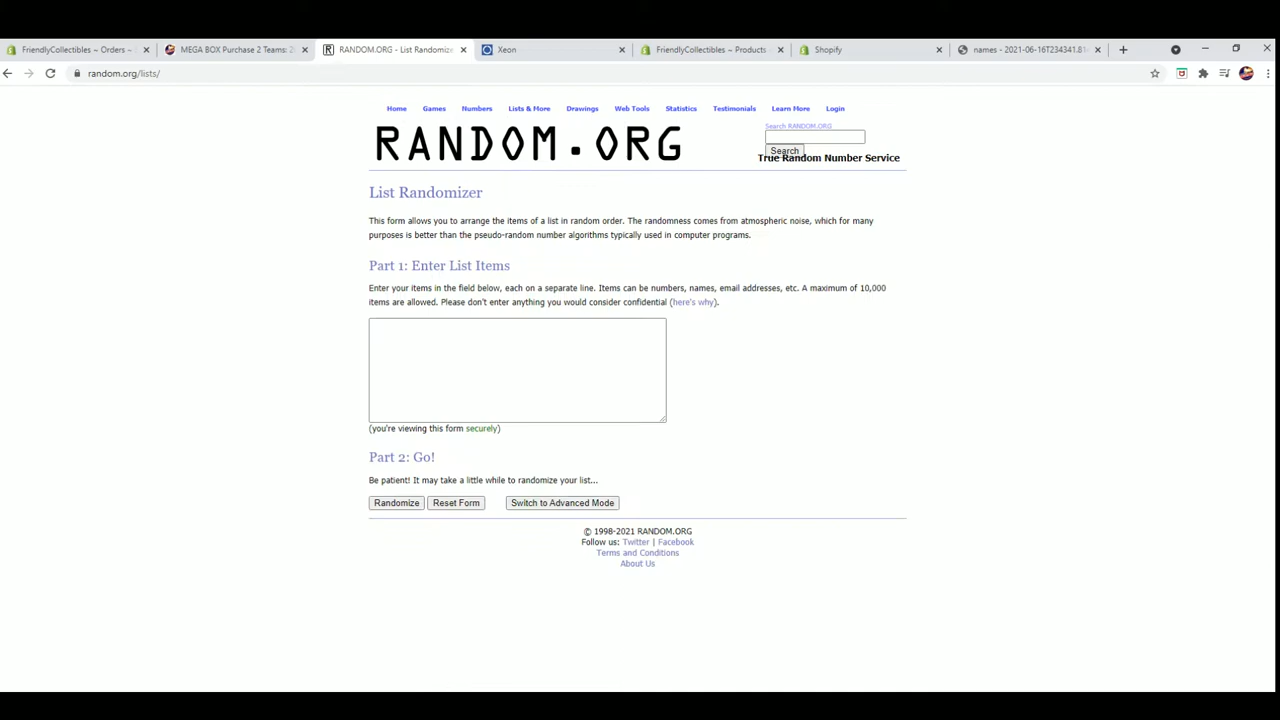 FriendlyCollectibles ~ Orders ~
MEGA BOX Purchase 2 Teams:
RANDOM.ORG - List Randomizer
Xeon
FriendlyCollectibles ~ Products
Shopify
names - 2021-06-16T234341.81
random.org/lists/
Home Games Numbers Lists & More Drawings Web Tools Statistics Testimonials Learn More Login
RANDOM.ORG
Search RANDOM.ORG
Search
True Random Number Service
List Randomizer
This form allows you to arrange the items of a list in random order. The randomness comes from atmospheric noise, which for many
purposes is better than the pseudo-random number algorithms typically used in computer programs.
Part 1: Enter List Items
Enter your items in the field below, each on a separate line. Items can be numbers, names, email addresses, etc. A maximum of 10,000
items are allowed. Please don't enter anything you would consider confidential (here's why).
(you're viewing this form securely)
Part 2: Go!
Be patient! It may take a little while to randomize your list...
Randomize Reset Form Switch to Advanced Mode
© 1998-2021 RANDOM.ORG
Follow us: Twitter | Facebook
Terms and Conditions
About Us